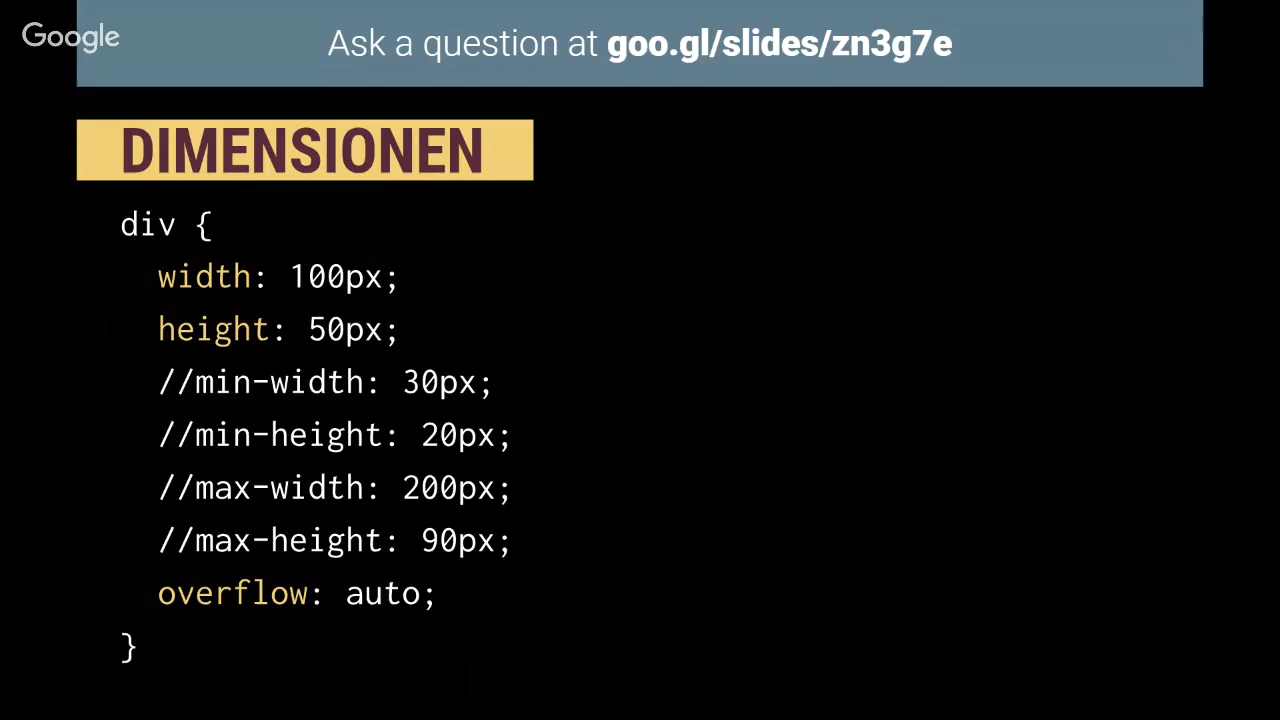 Google
Ask a question at goo.gl/slides/zn3g7e
DIMENSIONEN
div {
width: 100px;
height: 50px;
//min-width: 30px;
//min-height: 20px;
//max-width: 200px;
//max-height: 90px;
overflow: auto;
}